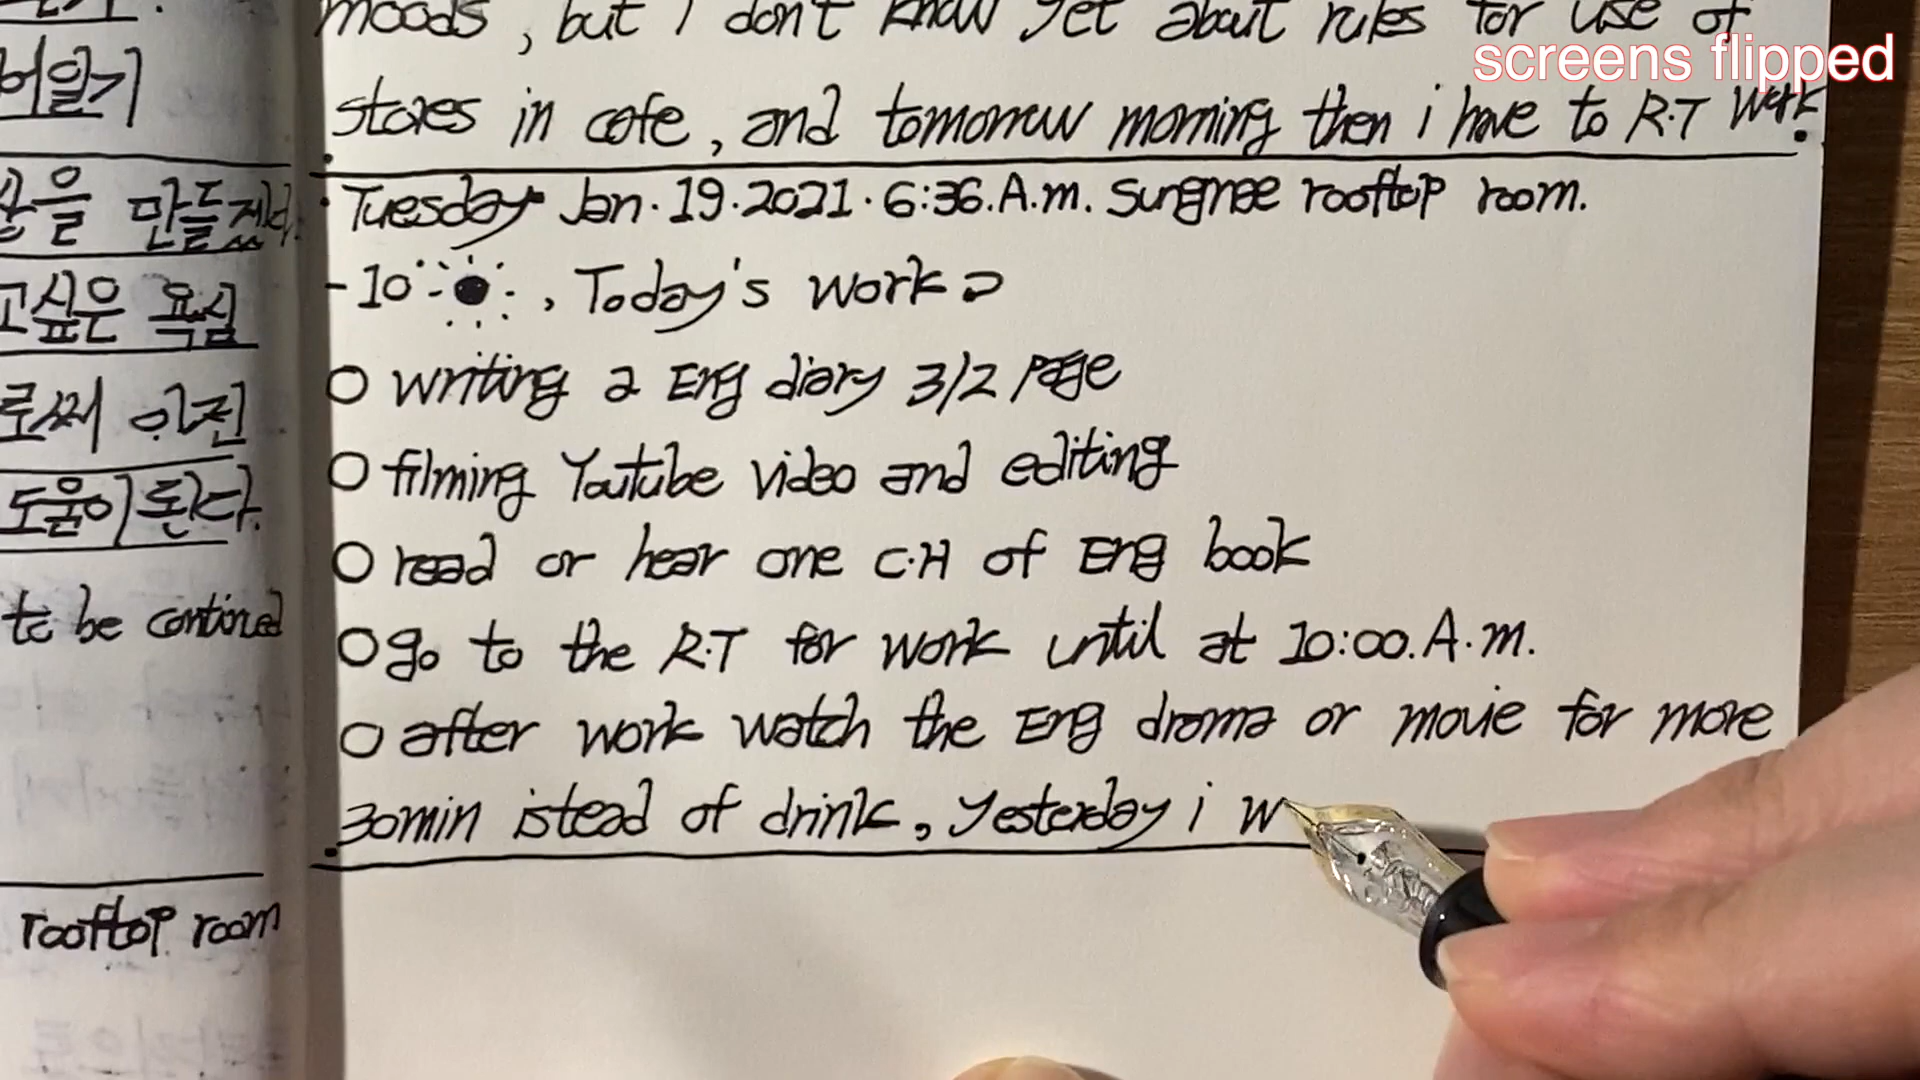 moods, but i don't know yet about rules for use of
screens flipped
stores in cafe, and tomorrow morning then i have to R.T work.
Tuesday Jan.19.2021.6:36.A.m. Sungnae rooftop room.
-10 , Today's work
writing a Eng diary 3/2 page
filming Youtube video and editing
read or hear one C.H of Eng book
go to the R.T for work until at 10:00.A.m.
after work watch the Eng drama or movie for more
30min istead of drink, yesterday i w
을 만들
고싶은 욕심
로써 안전
도움이 된다.
to be continued
rooftop room